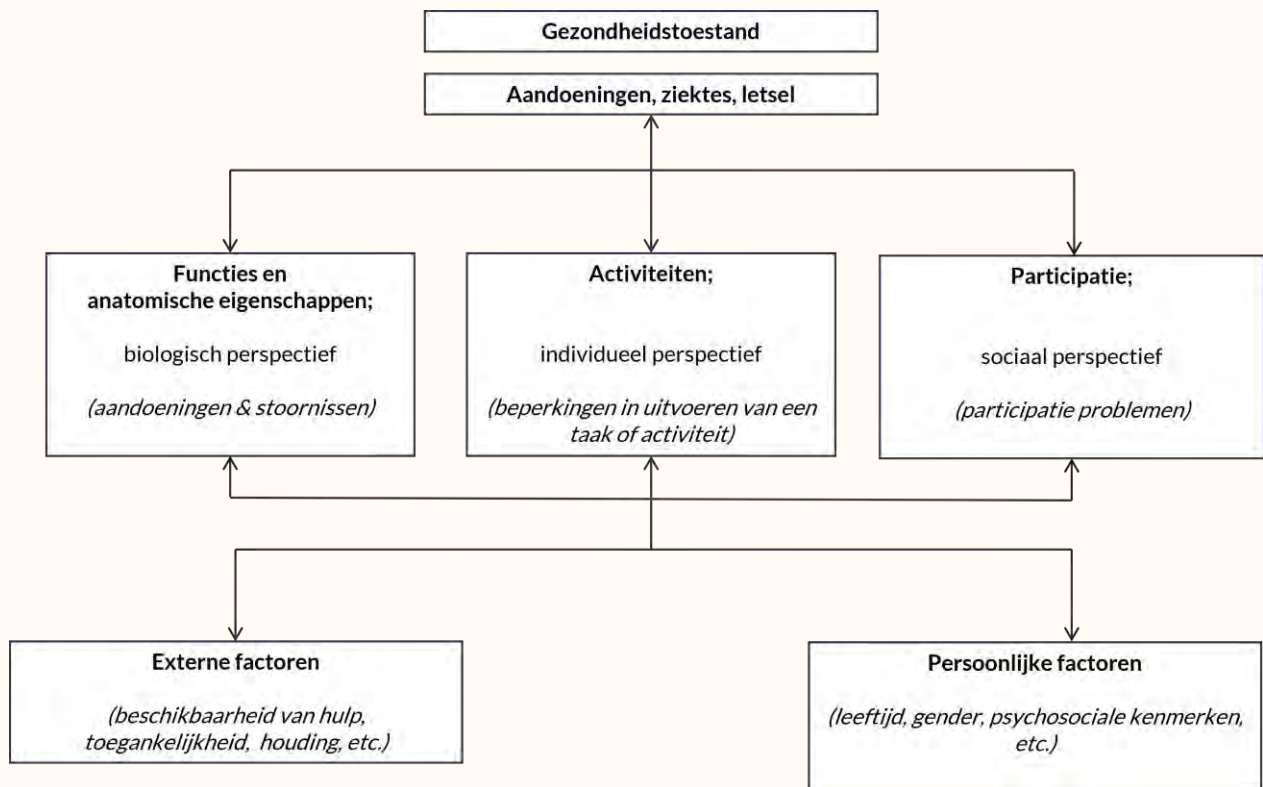 Gezondheidstoestand
Aandoeningen, ziektes, letsel
Functies en
anatomische eigenschappen;
biologisch perspectief
(aandoeningen & stoornissen)
Activiteiten;
individueel perspectief
(beperkingen in uitvoeren van een
taak of activiteit)
Participatie;
sociaal perspectief
(participatie problemen)
Externe factoren
(beschikbaarheid van hulp,
toegankelijkheid, houding, etc.)
Persoonlijke factoren
(leeftijd, gender, psychosociale kenmerken,
etc.)